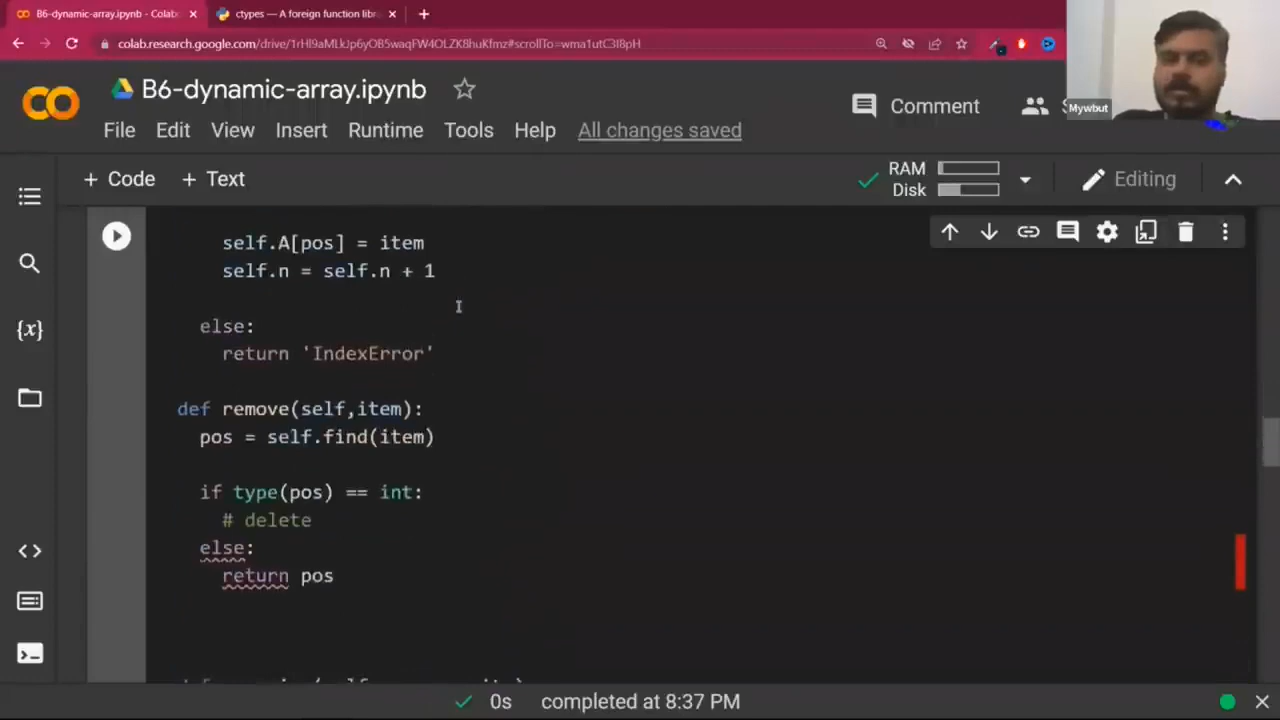 B6-dynamic-array.ipynb - Colab
ctypes — A foreign function libr
colab.research.google.com/drive/1rHl9aMLkJp6yOB5waqFW4OLZK8huKfmz#scrollTo=wma1utC3I8pH
B6-dynamic-array.ipynb
Comment
Mywbut
File Edit View Insert Runtime Tools Help All changes saved
+ Code + Text
RAM
Disk
Editing
self.A[pos] = item
self.n = self.n + 1
else:
return 'IndexError'
def remove(self,item):
pos = self.find(item)
if type(pos) == int:
# delete
else:
return pos
0s completed at 8:37 PM